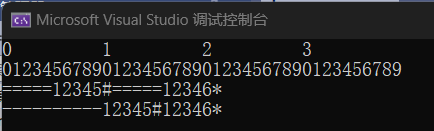 Microsoft Visual Studio 调试控制台
0         1         2         3
0123456789012345678901234567890123456789
=====12345#=====12346*
----------12345#12346*